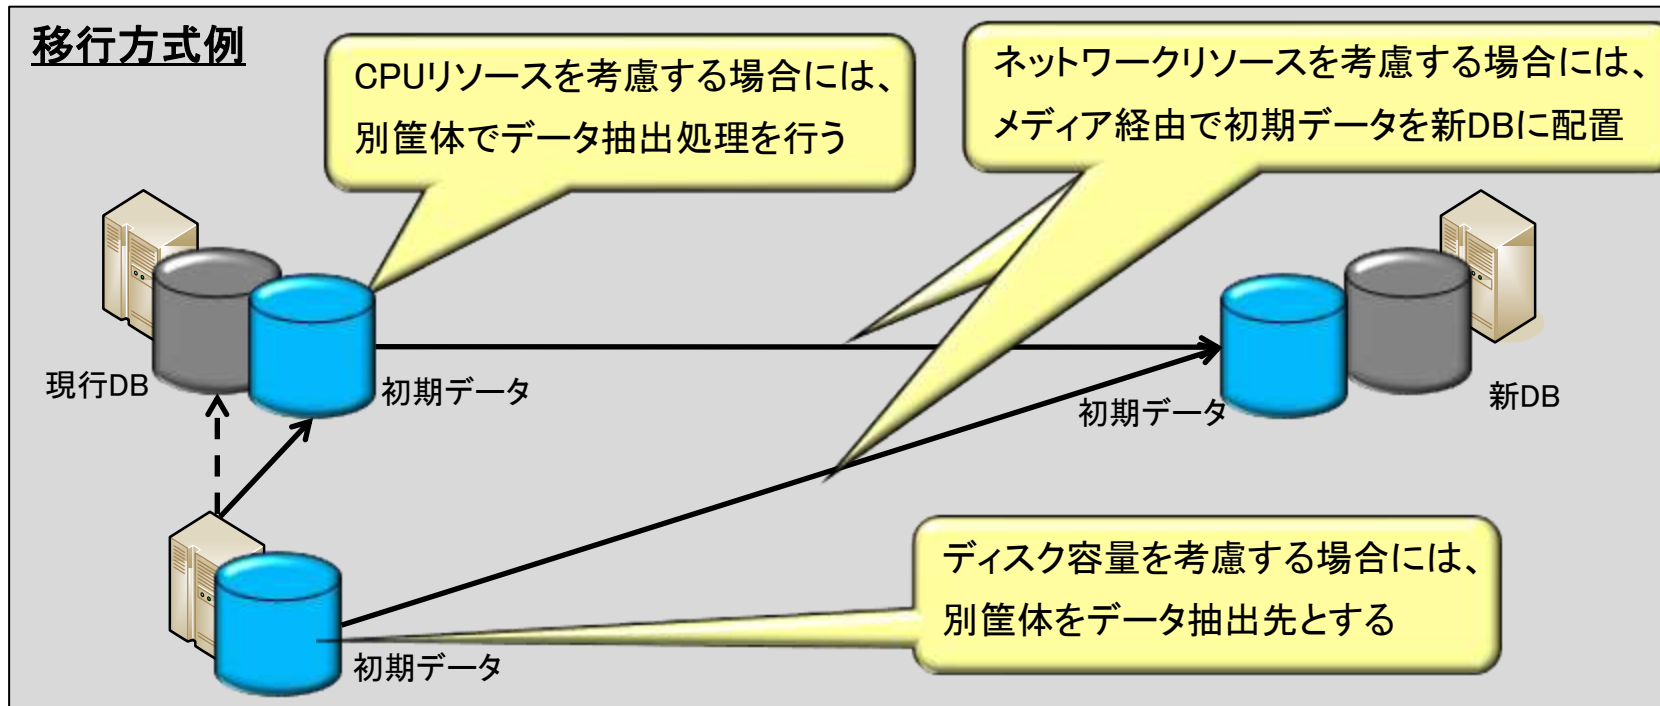 移行方式例
CPUリソースを考慮する場合には、
別筐体でデータ抽出処理を行う
ネットワークリソースを考慮する場合には、
メディア経由で初期データを新DBに配置
現行DB
初期データ
初期データ
新DB
ディスク容量を考慮する場合には、
別筐体をデータ抽出先とする
初期データ